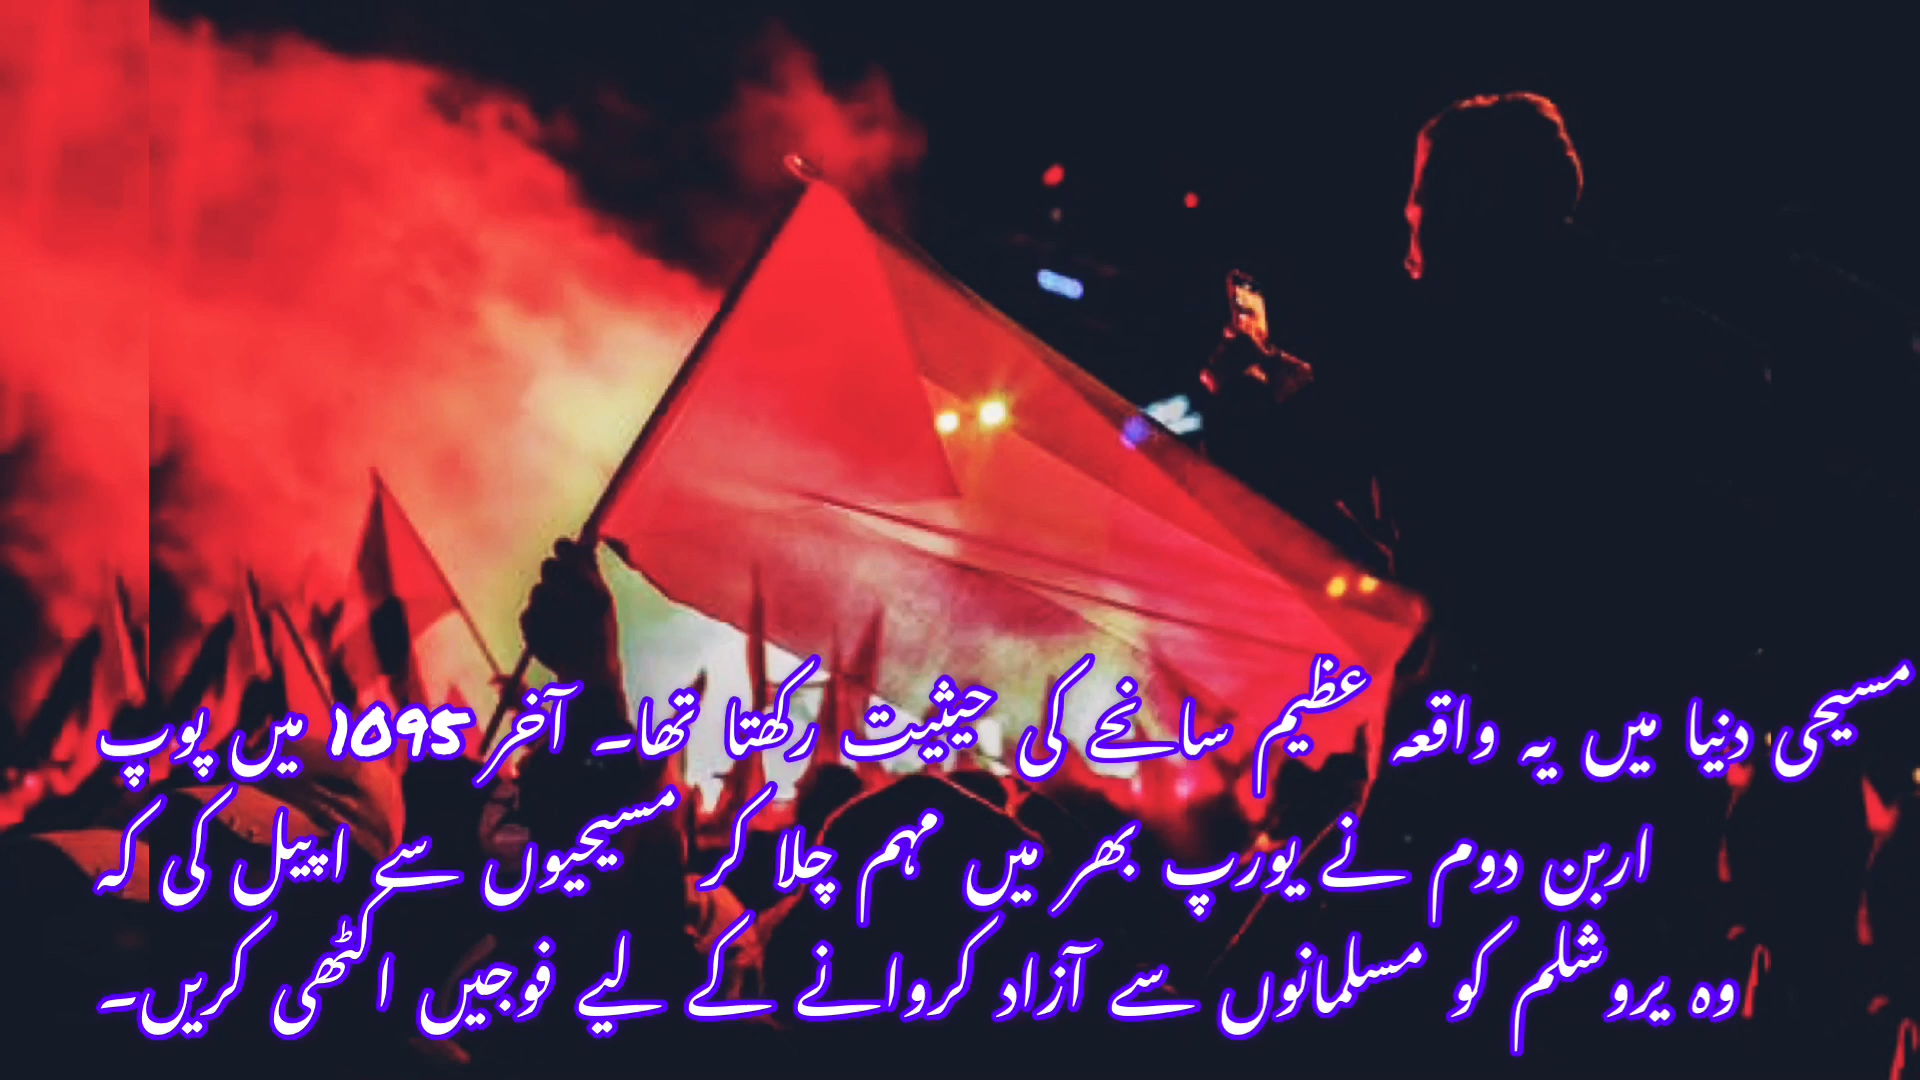 مسیحی دنیا میں یہ واقعہ عظیم سانحے کی حیثیت رکھتا تھا۔ آخر 1095 میں پوپ
اربن دوم نے یورپ بھر میں مہم چلا کر مسیحیوں سے اپیل کی کہ
وہ یروشلم کو مسلمانوں سے آزاد کروانے کے لیے فوجیں اکٹھی کریں۔